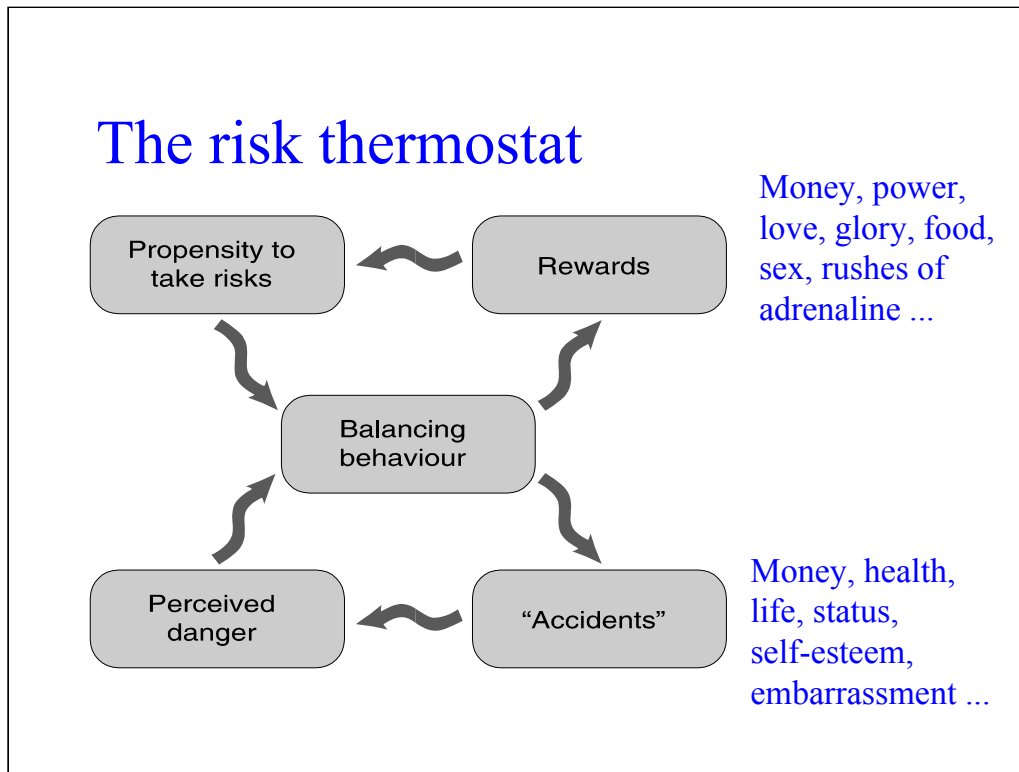 The risk thermostat
Money, power,
love, glory, food,
sex, rushes of
adrenaline ...
Propensity to
take risks
Rewards
Balancing
behaviour
Perceived
danger
“Accidents”
Money, health,
life, status,
self-esteem,
embarrassment ...